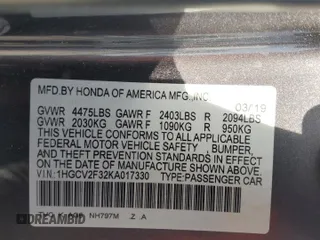 MFD.BY HONDA OF AMERICA MFG.,INC. 03/19
GVWR 4475LBS GAWR F 2403LBS R 2094LBS
GVWR 2030KG GAWR F 1090KG R 950KG
THIS VEHICLE CONFORMS TO ALL APPLICABLE
FEDERAL MOTOR VEHICLE SAFETY, BUMPER,
AND THEFT PREVENTION STANDARDS IN EFFECT ON THE DATE
OF MANUFACTURE SHOWN ABOVE.
V.I.N:1HGCV2F32KA017330 TYPE:PASSENGER CAR
NH797M .Z .A
DREAMBID